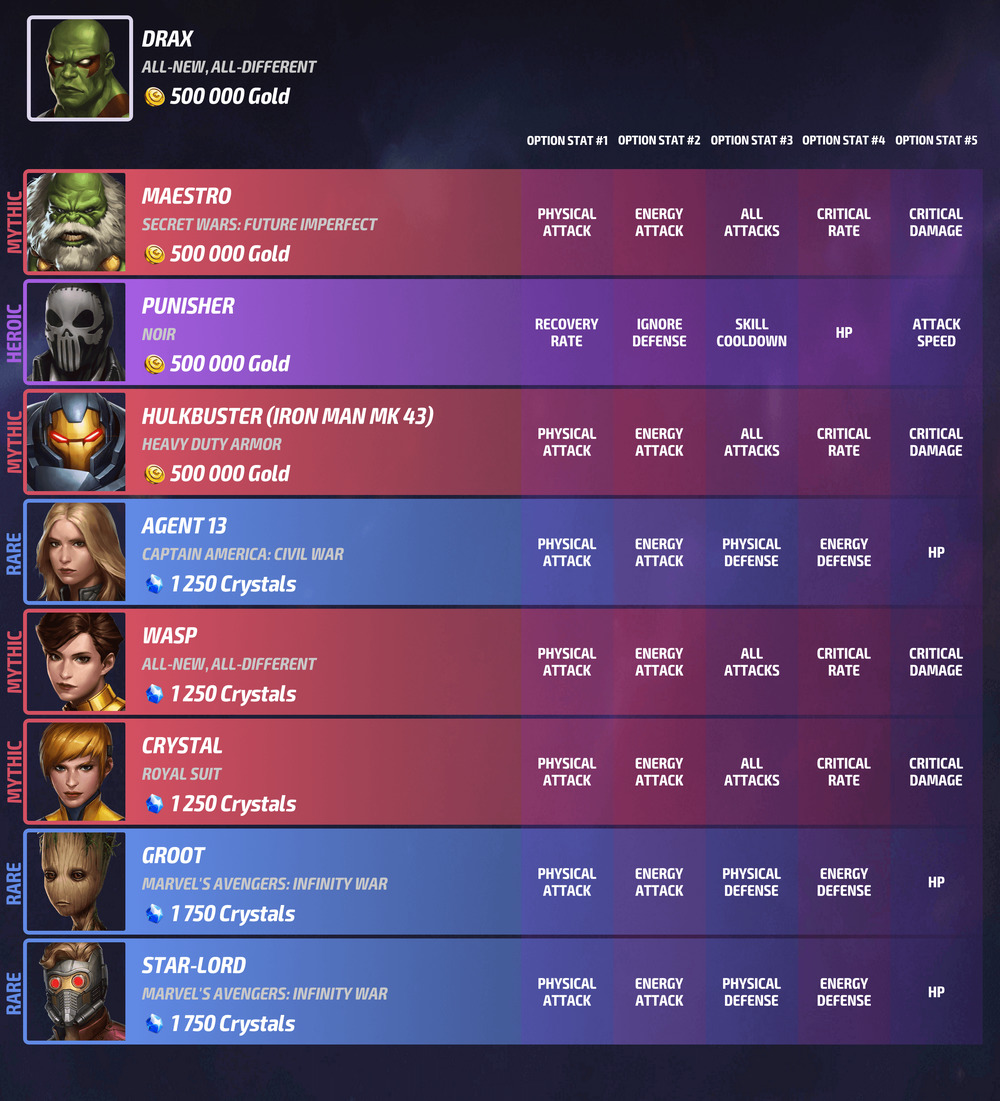 DRAX
ALL-NEW, ALL-DIFFERENT
500 000 Gold
OPTION STAT #1 OPTION STAT #2 OPTION STAT #3 OPTION STAT #4 OPTION STAT #5
MYTHIC
MAESTRO
SECRET WARS: FUTURE IMPERFECT
500 000 Gold
PHYSICAL ATTACK
ENERGY ATTACK
ALL ATTACKS
CRITICAL RATE
CRITICAL DAMAGE
HEROIC
PUNISHER
NOIR
500 000 Gold
RECOVERY RATE
IGNORE DEFENSE
SKILL COOLDOWN
HP
ATTACK SPEED
MYTHIC
HULKBUSTER (IRON MAN MK 43)
HEAVY DUTY ARMOR
500 000 Gold
PHYSICAL ATTACK
ENERGY ATTACK
ALL ATTACKS
CRITICAL RATE
CRITICAL DAMAGE
RARE
AGENT 13
CAPTAIN AMERICA: CIVIL WAR
1 250 Crystals
PHYSICAL ATTACK
ENERGY ATTACK
PHYSICAL DEFENSE
ENERGY DEFENSE
HP
MYTHIC
WASP
ALL-NEW, ALL-DIFFERENT
1 250 Crystals
PHYSICAL ATTACK
ENERGY ATTACK
ALL ATTACKS
CRITICAL RATE
CRITICAL DAMAGE
MYTHIC
CRYSTAL
ROYAL SUIT
1 250 Crystals
PHYSICAL ATTACK
ENERGY ATTACK
ALL ATTACKS
CRITICAL RATE
CRITICAL DAMAGE
RARE
GROOT
MARVEL'S AVENGERS: INFINITY WAR
1 750 Crystals
PHYSICAL ATTACK
ENERGY ATTACK
PHYSICAL DEFENSE
ENERGY DEFENSE
HP
RARE
STAR-LORD
MARVEL'S AVENGERS: INFINITY WAR
1 750 Crystals
PHYSICAL ATTACK
ENERGY ATTACK
PHYSICAL DEFENSE
ENERGY DEFENSE
HP